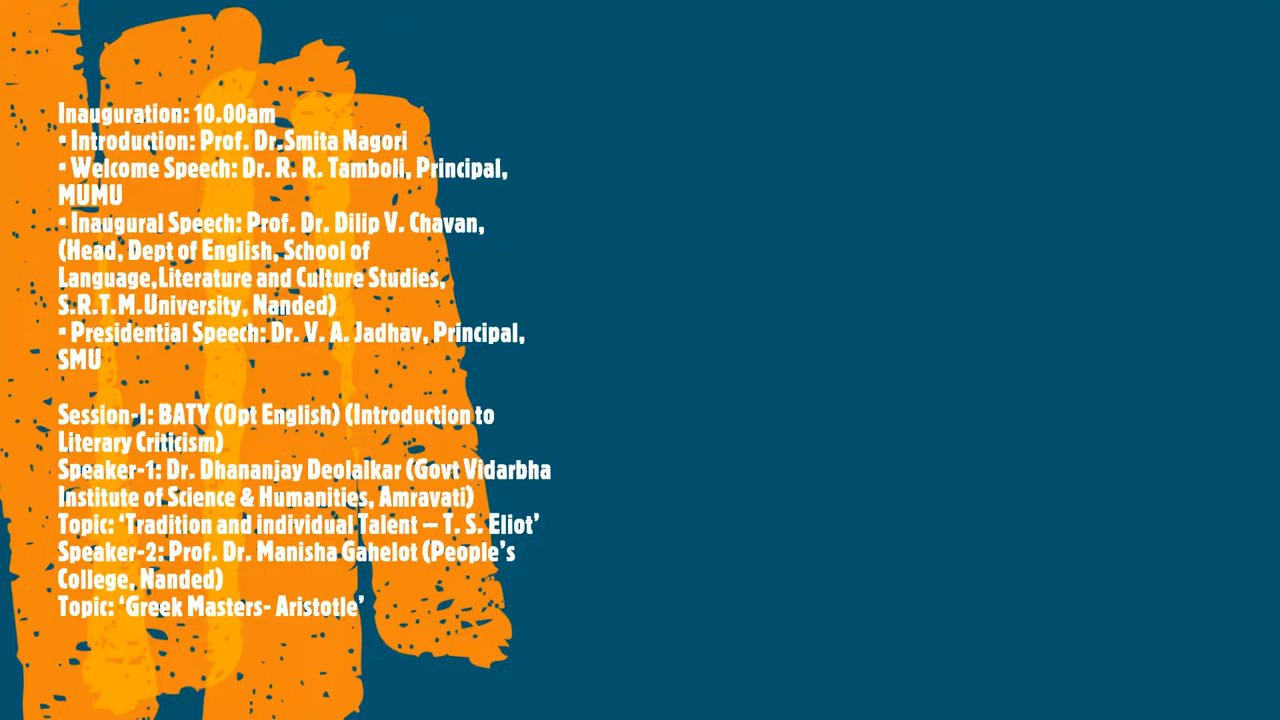 Inauguration: 10.00am
• Introduction: Prof. Dr.Smita Nagori
• Welcome Speech: Dr. R. R. Tamboli, Principal,
MUMU
• Inaugural Speech: Prof. Dr. Dilip V. Chavan,
(Head, Dept of English, School of
Language,Literature and Culture Studies,
S.R.T.M.University, Nanded)
• Presidential Speech: Dr. V. A. Jadhav, Principal,
SMU
Session-I: BATY (Opt English) (Introduction to
Literary Criticism)
Speaker-1: Dr. Dhananjay Deolalkar (Govt Vidarbha
Institute of Science & Humanities, Amravati)
Topic: ‘Tradition and individual Talent – T. S. Eliot’
Speaker-2: Prof. Dr. Manisha Gahelot (People’s
College, Nanded)
Topic: ‘Greek Masters- Aristotle’